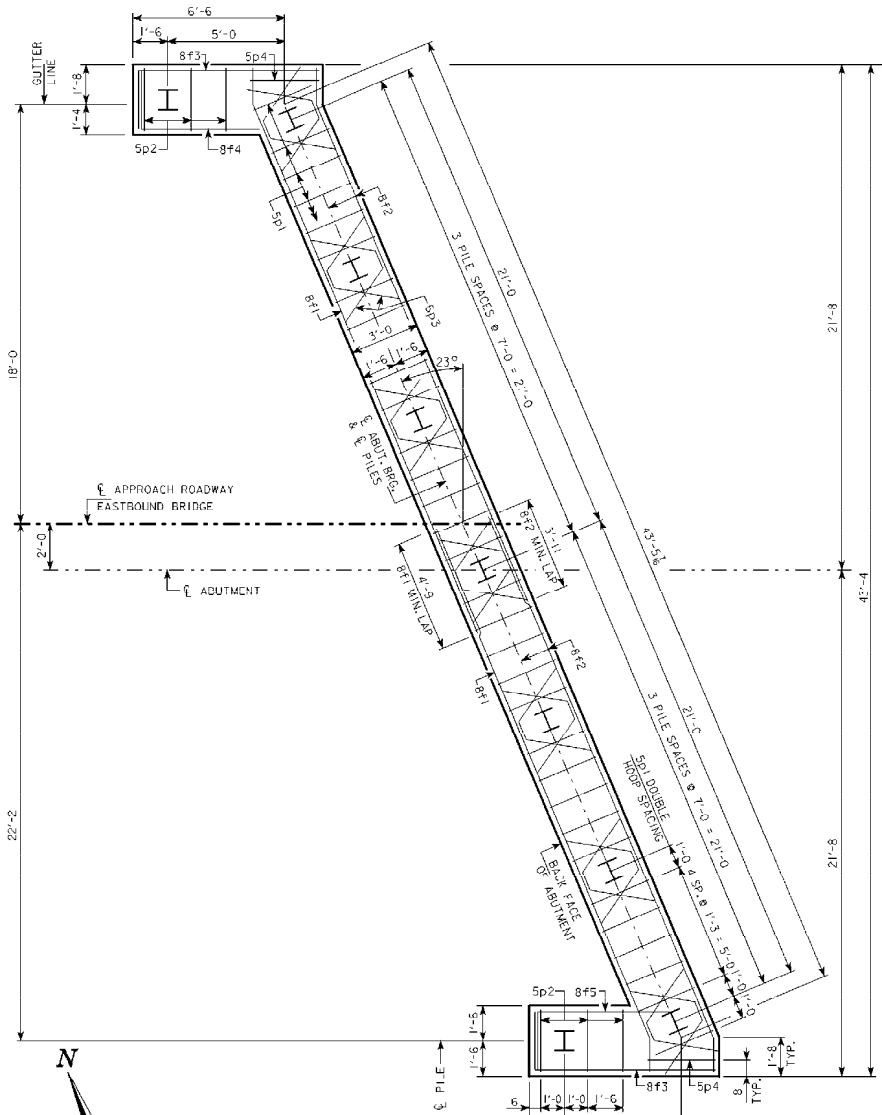 6'-6
1'-6
5'-0
8f3
5p4
GUTTER
LINE
1'-8
1'-4
5p2
8f4
5p1
8f2
3 PILE SPACES @ 7'-0 = 21'-0
21'-0
21'-8
8f1
5p3
3'-0
1'-6
1'-6
23°
18'-0
℄ ABUT. BRG.
& ℄ PILES
℄ APPROACH ROADWAY
EASTBOUND BRIDGE
2'-0
℄ ABUTMENT
3'-11
8f2 MIN. LAP
43'-5 7/16
43'-4
4'-9
8f1 MIN. LAP
8f2
8f1
21'-0
3 PILE SPACES @ 7'-0 = 21'-0
5p1 DOUBLE
HOOP SPACING
22'-2
21'-8
1'-0
4 SP. @ 1'-3 = 5'-0
1'-0
1'-0
BACK FACE
OF ABUTMENT
5p2
8f5
1'-6
1'-6
1'-8
TYP.
8
TYP.
N
℄ PILE
8f3
5p4
6
1'-0
1'-0
1'-6